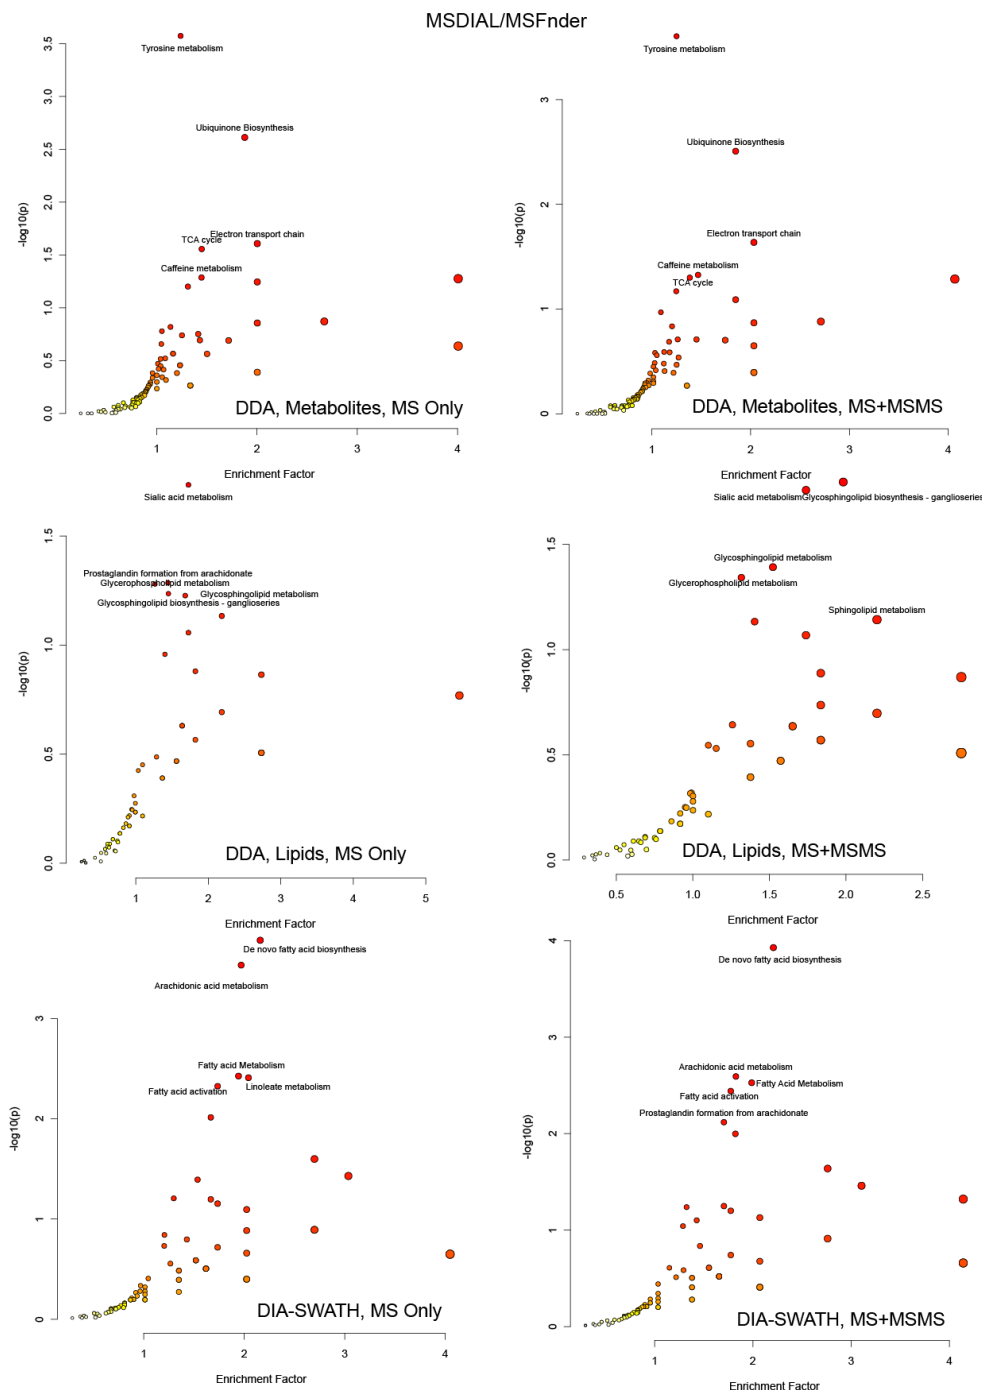 MSDIAL/MSFnder
3.5
3.0
2.5
2.0
1.5
1.0
0.5
0.0
-log10(p)
Tyrosine metabolism
Ubiquinone Biosynthesis
Electron transport chain
TCA cycle
Caffeine metabolism
DDA, Metabolites, MS Only
1 2 3 4
Enrichment Factor
3
2
1
0
-log10(p)
Tyrosine metabolism
Ubiquinone Biosynthesis
Electron transport chain
Caffeine metabolism
TCA cycle
DDA, Metabolites, MS+MSMS
1 2 3 4
Enrichment Factor
1.5
1.0
0.5
0.0
-log10(p)
Sialic acid metabolism
Prostaglandin formation from arachidonate
Glycerophospholipid metabolism
Glycosphingolipid metabolism
Glycosphingolipid biosynthesis - ganglioseries
DDA, Lipids, MS Only
1 2 3 4 5
Enrichment Factor
1.5
1.0
0.5
0.0
-log10(p)
Sialic acid metabolism
Glycosphingolipid biosynthesis - ganglioseries
Glycosphingolipid metabolism
Glycerophospholipid metabolism
Sphingolipid metabolism
DDA, Lipids, MS+MSMS
0.5 1.0 1.5 2.0 2.5
Enrichment Factor
3
2
1
0
-log10(p)
De novo fatty acid biosynthesis
Arachidonic acid metabolism
Fatty acid Metabolism
Linoleate metabolism
Fatty acid activation
DIA-SWATH, MS Only
1 2 3 4
Enrichment Factor
4
3
2
1
0
-log10(p)
De novo fatty acid biosynthesis
Arachidonic acid metabolism
Fatty Acid Metabolism
Fatty acid activation
Prostaglandin formation from arachidonate
DIA-SWATH, MS+MSMS
1 2 3 4
Enrichment Factor